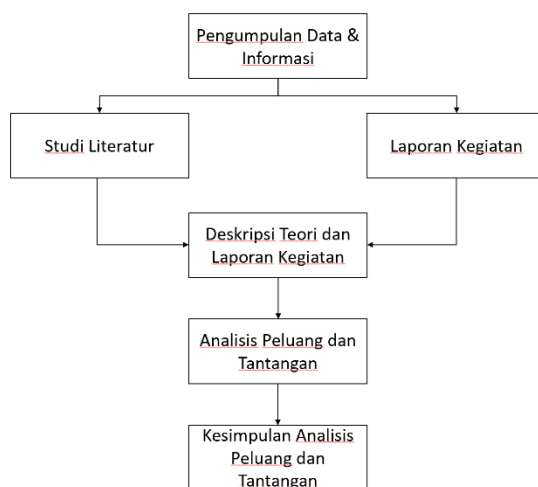 Pengumpulan Data &
Informasi
Studi Literatur
Laporan Kegiatan
Deskripsi Teori dan
Laporan Kegiatan
Analisis Peluang dan
Tantangan
Kesimpulan Analisis
Peluang dan
Tantangan